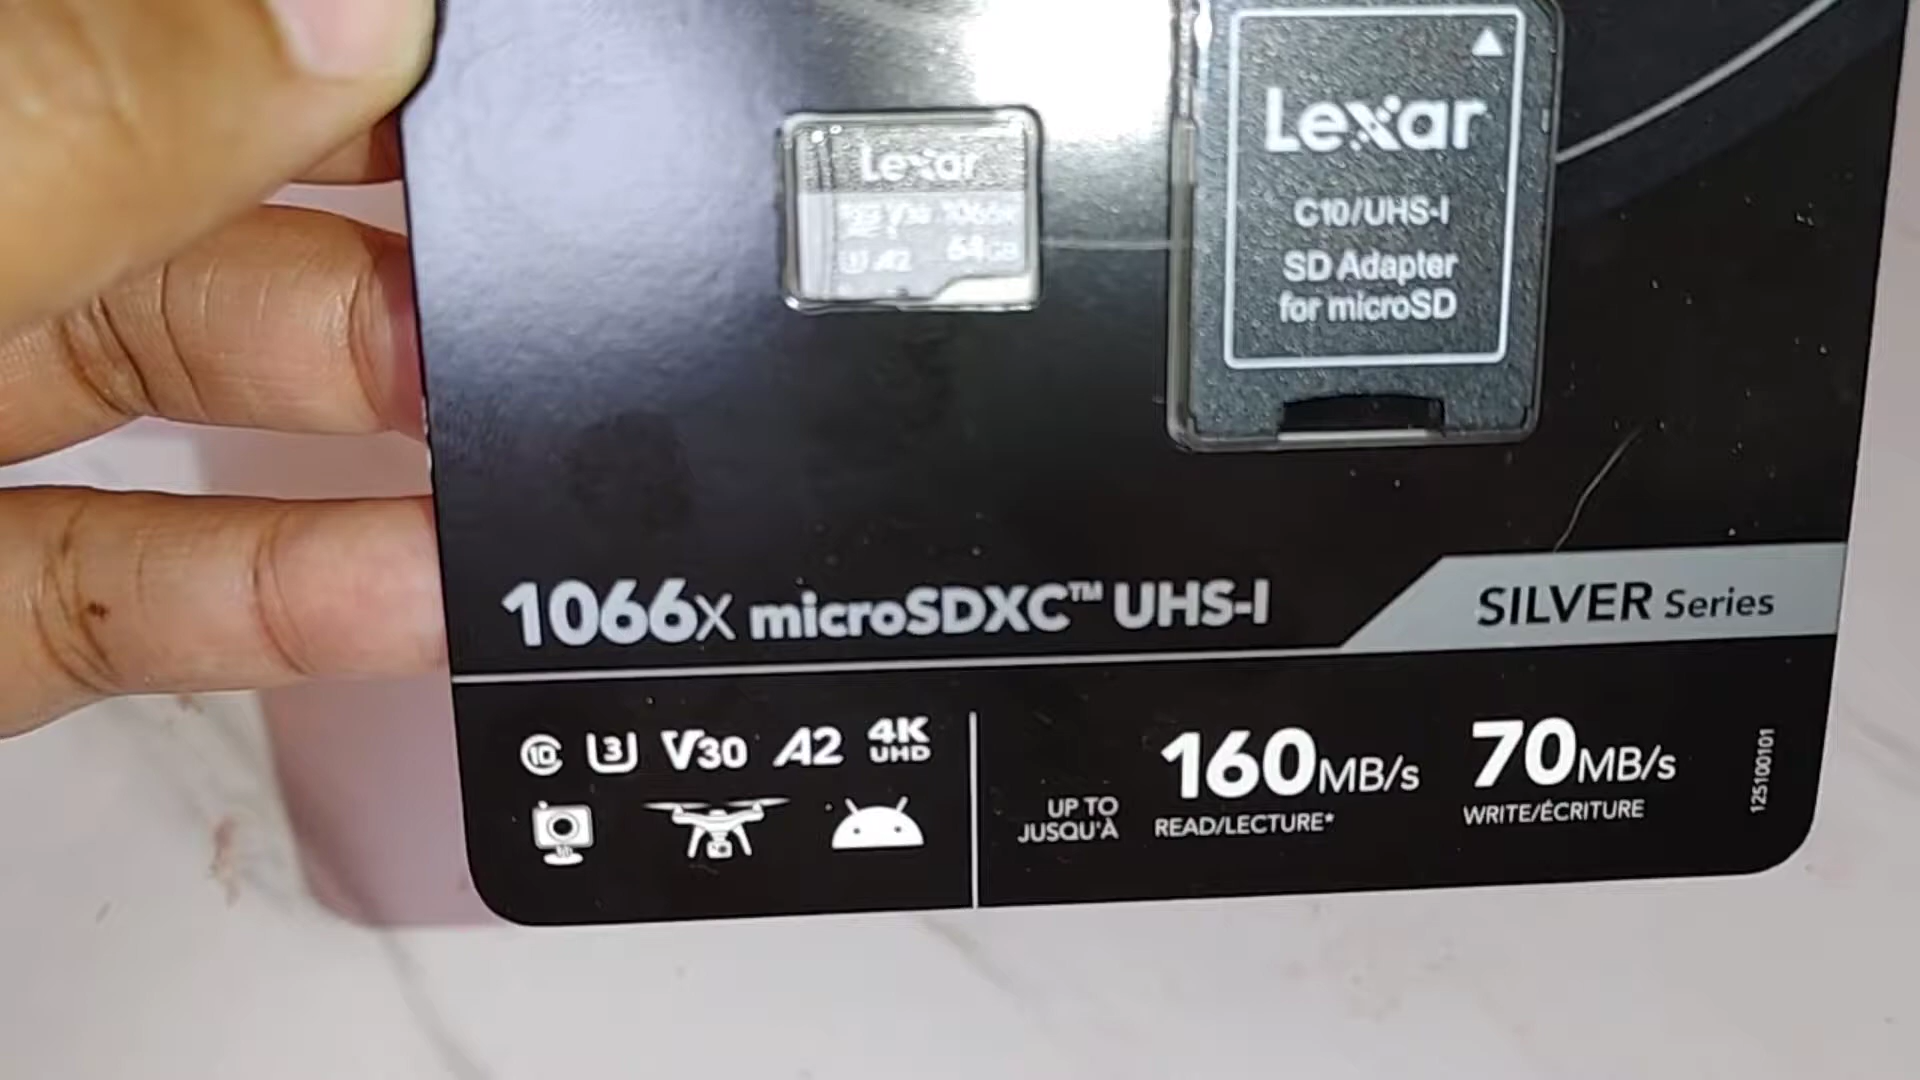 Lexar
V30 1066x
U3 A2 64GB
Lexar
C10/UHS-I
SD Adapter
for microSD
1066x microSDXC™ UHS-I
SILVER Series
10 U3 V30 A2 4K
UHD
UP TO
JUSQU'À
160MB/s
READ/LECTURE*
70MB/s
WRITE/ÉCRITURE
125100101